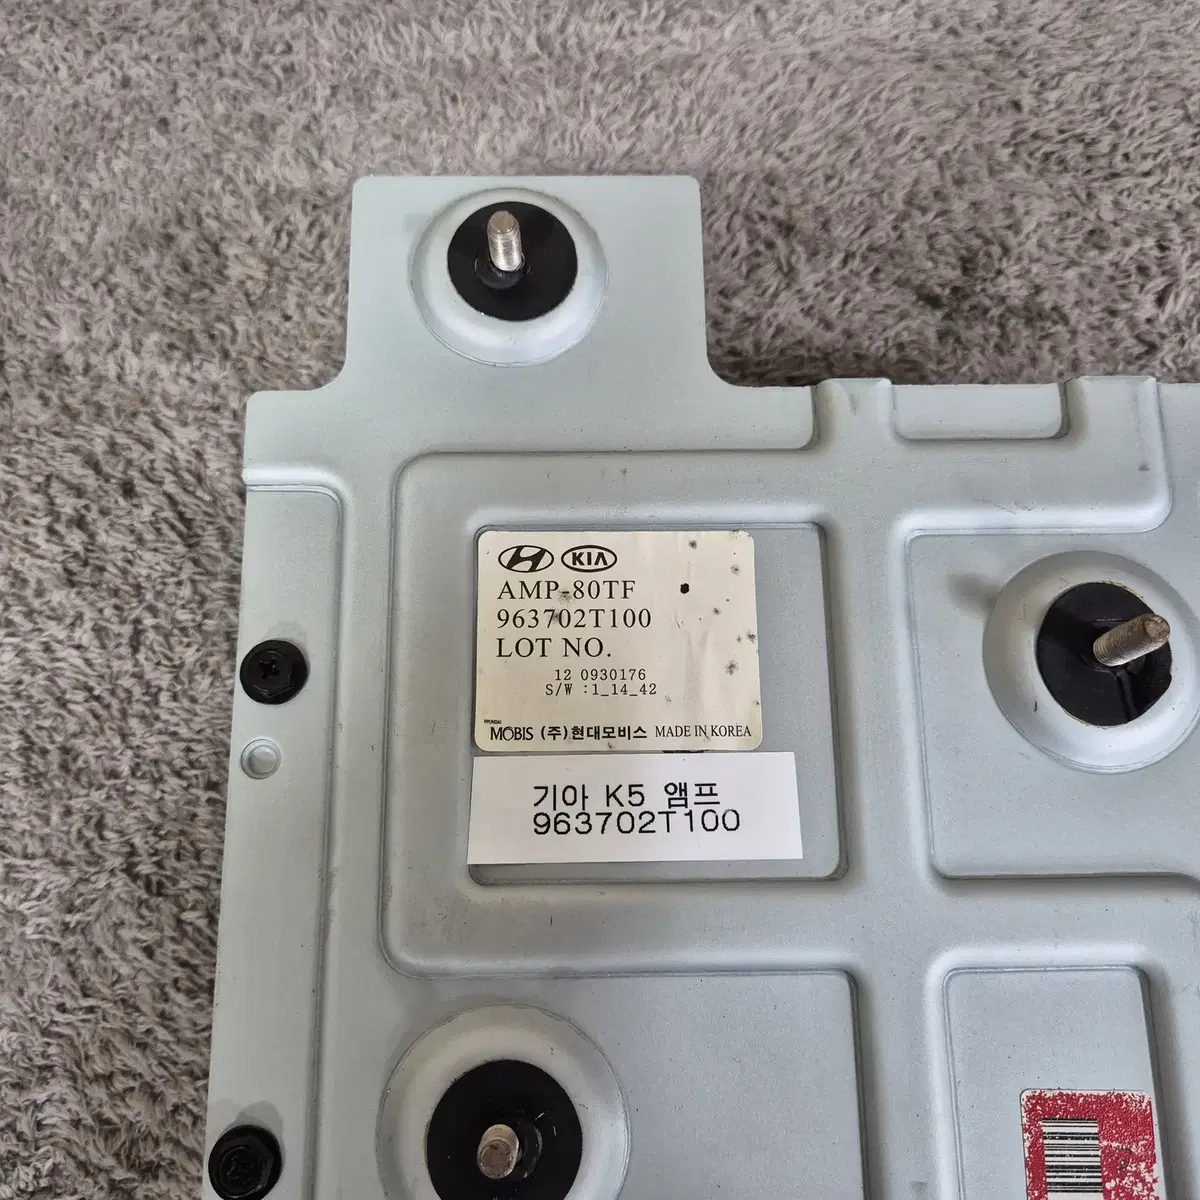 KIA
AMP-80TF
963702T100
LOT NO.
12 0930176
S/W :1_14_42
HYUNDAI
MOBIS (주)현대모비스 MADE IN KOREA
기아 K5 앰프
963702T100